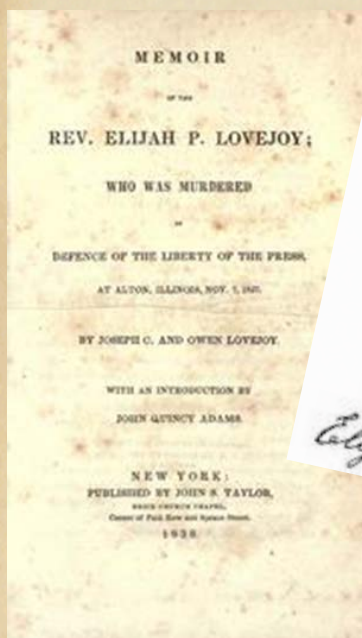 MEMOIR
OF THE
REV. ELIJAH P. LOVEJOY;
WHO WAS MURDERED
IN
DEFENCE OF THE LIBERTY OF THE PRESS,
AT ALTON, ILLINOIS, NOV. 7, 1837.
BY JOSEPH C. AND OWEN LOVEJOY.
WITH AN INTRODUCTION BY
JOHN QUINCY ADAMS.
NEW YORK:
PUBLISHED BY JOHN S. TAYLOR,
BRICK CHURCH CHAPEL,
Corner of Park Row and Spruce Street.
1838